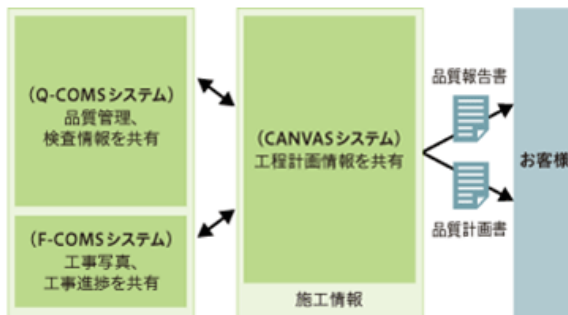 (Q-COMSシステム)
品質管理、
検査情報を共有
(F-COMSシステム)
工事写真、
工事進捗を共有
(CANVASシステム)
工程計画情報を共有
施工情報
品質報告書
品質計画書
お客様